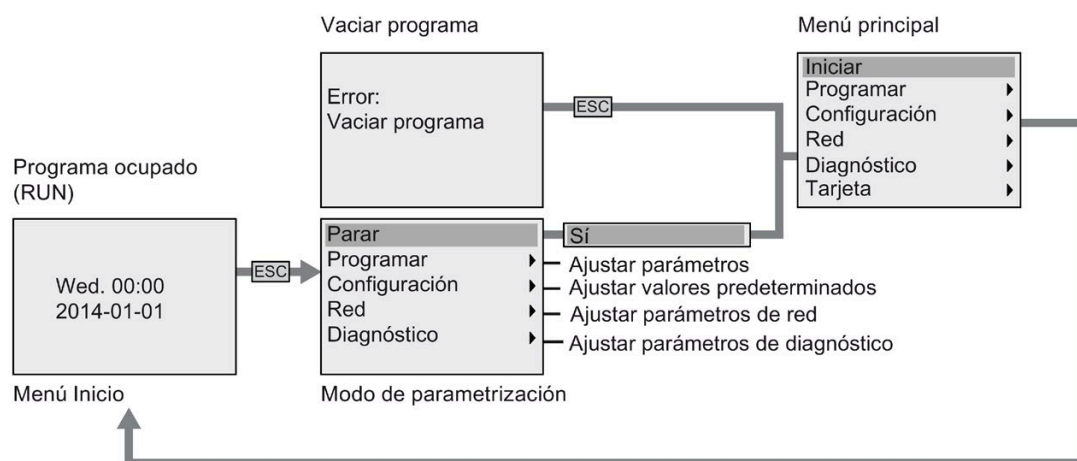 Vaciar programa
Menú principal
Error:
Vaciar programa
ESC
Iniciar
Programar
Configuración
Red
Diagnóstico
Tarjeta
Programa ocupado
(RUN)
Wed. 00:00
2014-01-01
Menú Inicio
ESC
Parar
Programar
Configuración
Red
Diagnóstico
Modo de parametrización
Sí
Ajustar parámetros
Ajustar valores predeterminados
Ajustar parámetros de red
Ajustar parámetros de diagnóstico